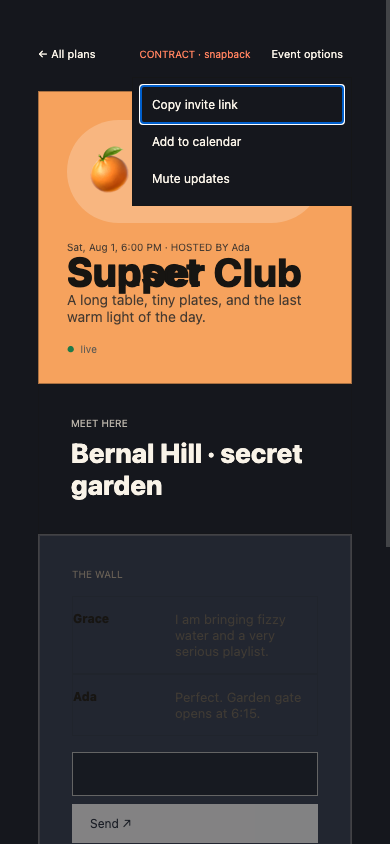 ← All plans
CONTRACT · snapback
Event options
Copy invite link
Add to calendar
Mute updates
Sat, Aug 1, 6:00 PM · HOSTED BY Ada
Club
A long table, tiny plates, and the last
warm light of the day.
live
MEET HERE
Bernal Hill · secret
garden
THE WALL
Grace
I am bringing fizzy
water and a very
serious playlist.
Ada
Perfect. Garden gate
opens at 6:15.
Send ↗